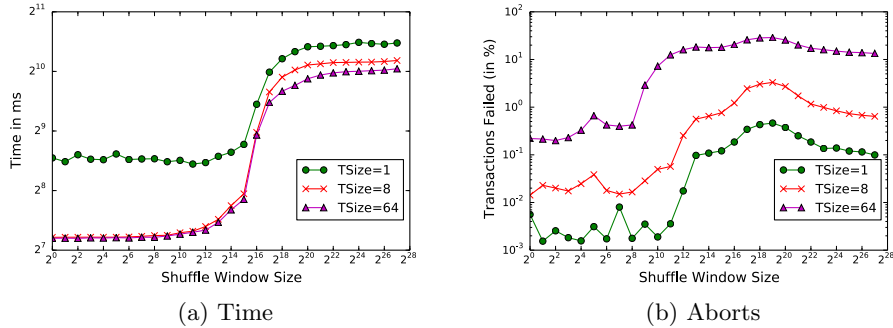 2^11
2^10
2^9
2^8
2^7
Time in ms
TSize=1
TSize=8
TSize=64
2^0 2^2 2^4 2^6 2^8 2^10 2^12 2^14 2^16 2^18 2^20 2^22 2^24 2^26 2^28
Shuffle Window Size
(a) Time
10^2
10^1
10^0
10^-1
10^-2
10^-3
Transactions Failed (in %)
TSize=1
TSize=8
TSize=64
2^0 2^2 2^4 2^6 2^8 2^10 2^12 2^14 2^16 2^18 2^20 2^22 2^24 2^26 2^28
Shuffle Window Size
(b) Aborts